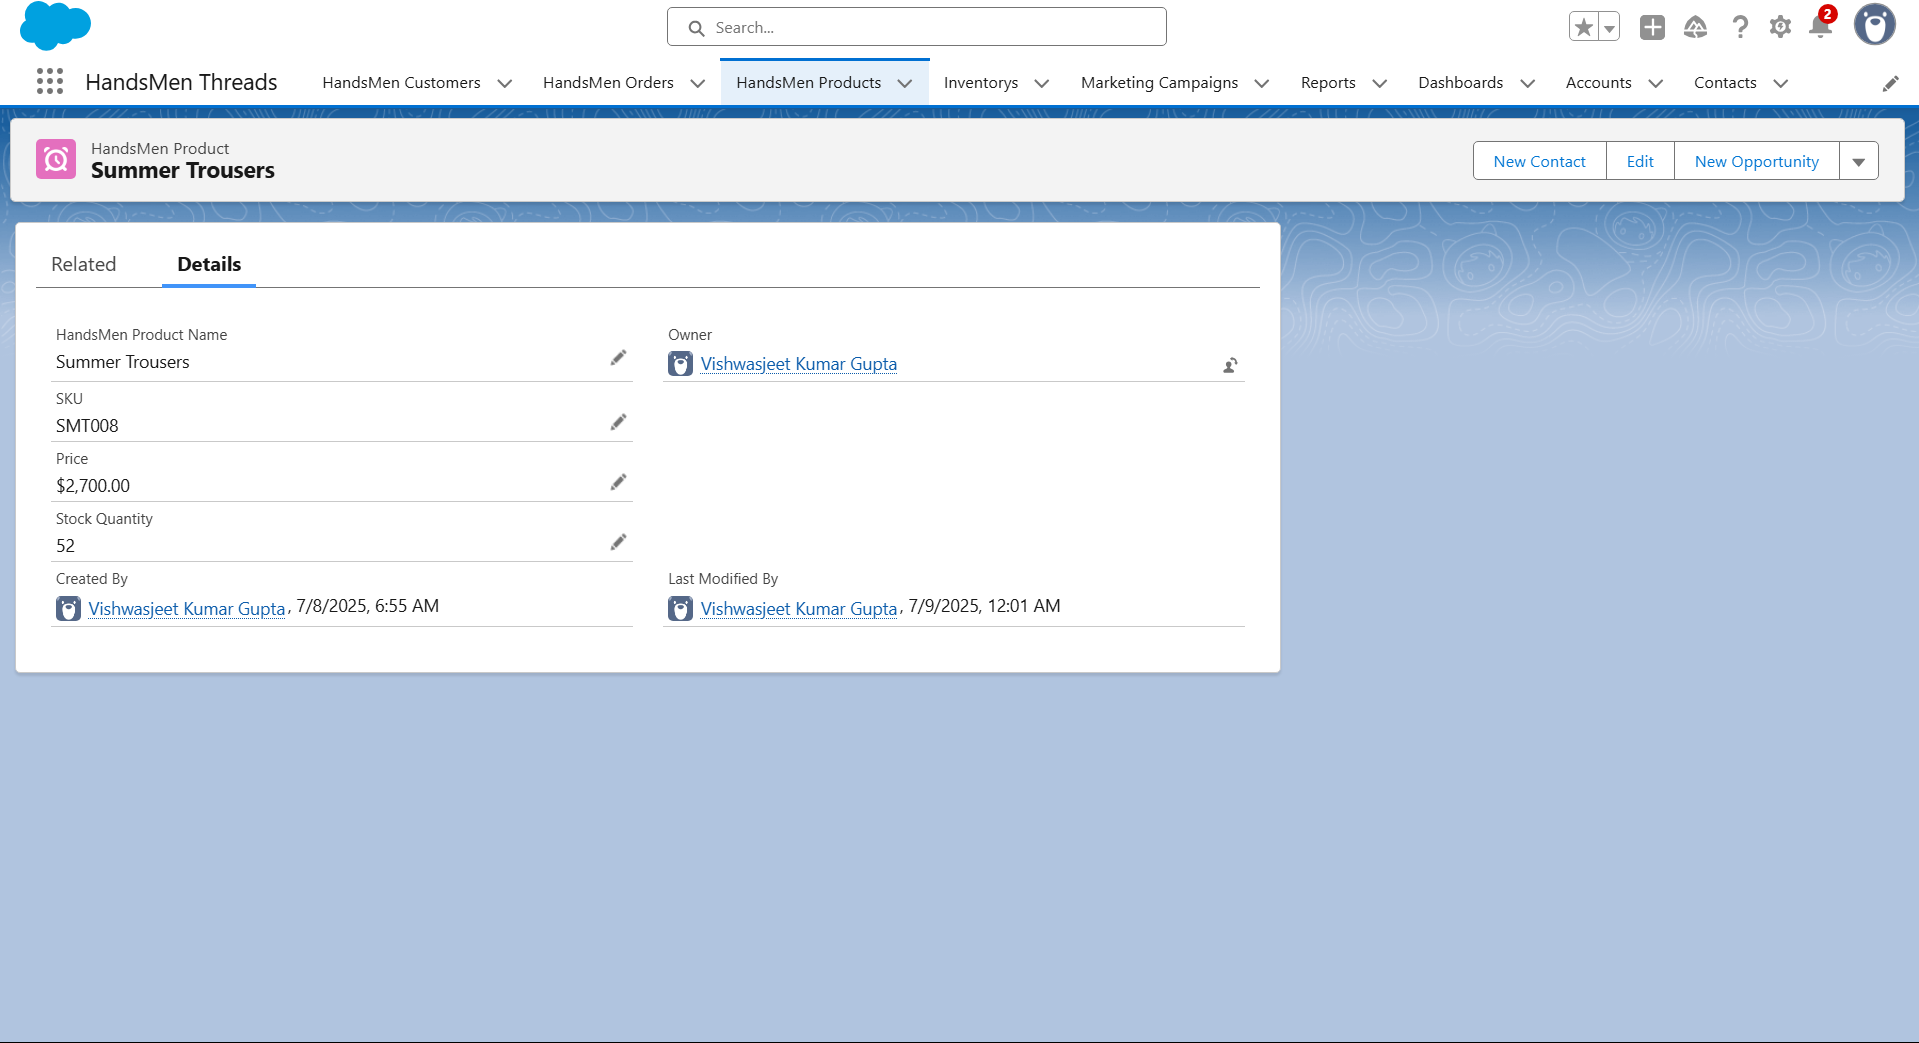 Search...
2
HandsMen Threads
HandsMen Customers
HandsMen Orders
HandsMen Products
Inventorys
Marketing Campaigns
Reports
Dashboards
Accounts
Contacts
HandsMen Product
Summer Trousers
New Contact
Edit
New Opportunity
Related
Details
HandsMen Product Name
Summer Trousers
Owner
Vishwasjeet Kumar Gupta
SKU
SMT008
Price
$2,700.00
Stock Quantity
52
Created By
Vishwasjeet Kumar Gupta, 7/8/2025, 6:55 AM
Last Modified By
Vishwasjeet Kumar Gupta, 7/9/2025, 12:01 AM